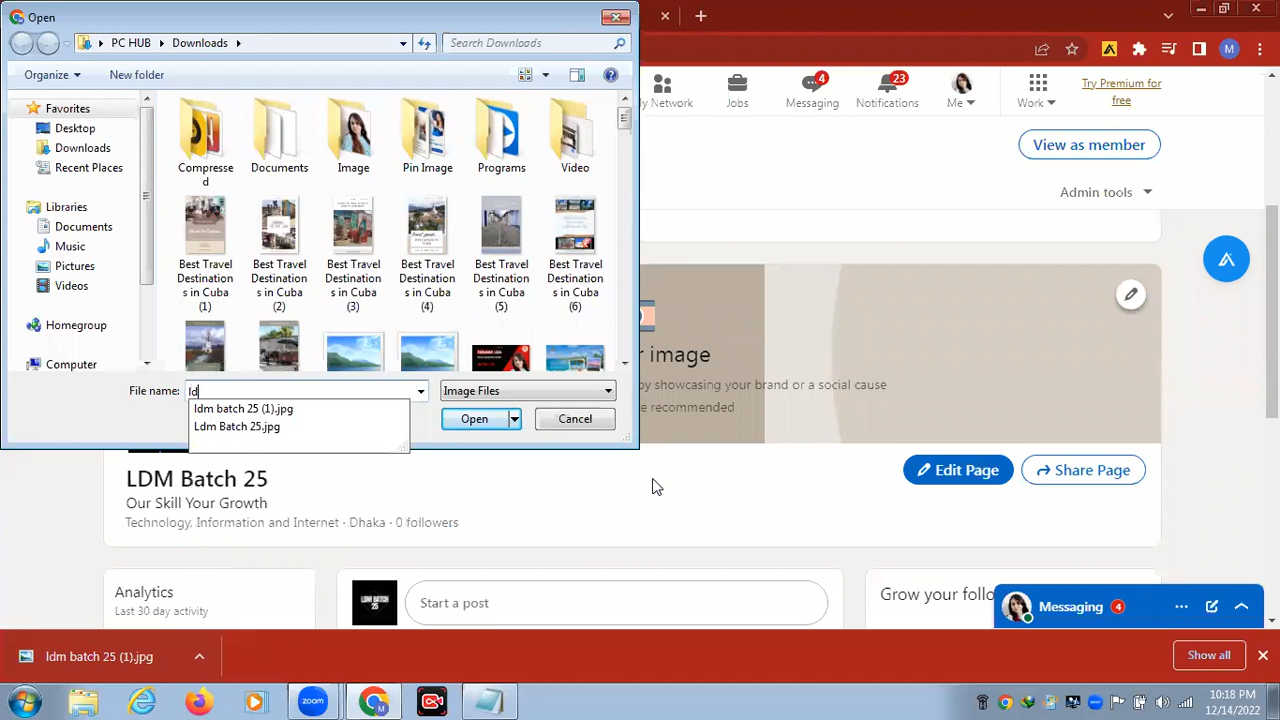 Open
PC HUB
Downloads
Search Downloads
Organize
New folder
Favorites
Desktop
Downloads
Recent Places
Libraries
Documents
Music
Pictures
Videos
Homegroup
Computer
Compressed
Documents
Image
Pin Image
Programs
Video
Best Travel Destinations in Cuba (1)
Best Travel Destinations in Cuba (2)
Best Travel Destinations in Cuba (3)
Best Travel Destinations in Cuba (4)
Best Travel Destinations in Cuba (5)
Best Travel Destinations in Cuba (6)
File name:
ld
Image Files
ldm batch 25 (1).jpg
Ldm Batch 25.jpg
Open
Cancel
M
y Network
Jobs
4
Messaging
23
Notifications
Me
Work
Try Premium for
free
View as member
Admin tools
r image
by showcasing your brand or a social cause
e recommended
LDM Batch 25
Our Skill Your Growth
Technology, Information and Internet · Dhaka · 0 followers
Edit Page
Share Page
Analytics
Last 30 day activity
LDM BATCH
25
Start a post
Grow your follo
Messaging
4
ldm batch 25 (1).jpg
Show all
zoom
M
10:18 PM
12/14/2022